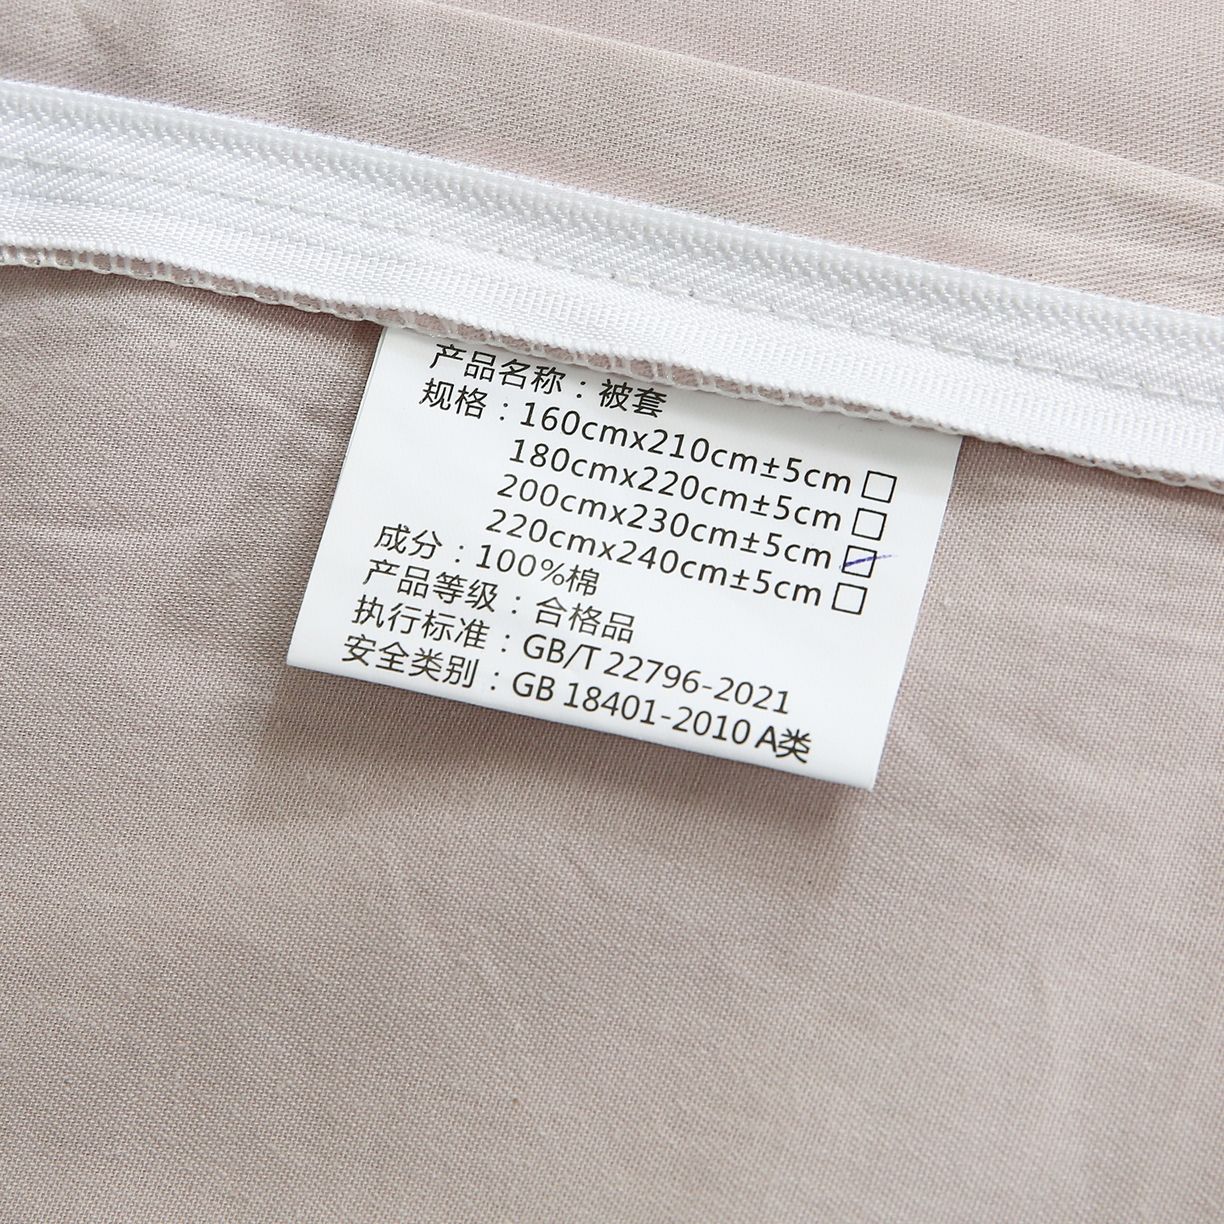 产品名称：被套
规格：160cmx210cm±5cm□
180cmx220cm±5cm□
200cmx230cm±5cm☑
220cmx240cm±5cm□
成分：100%棉
产品等级：合格品
执行标准：GB/T 22796-2021
安全类别：GB 18401-2010 A类